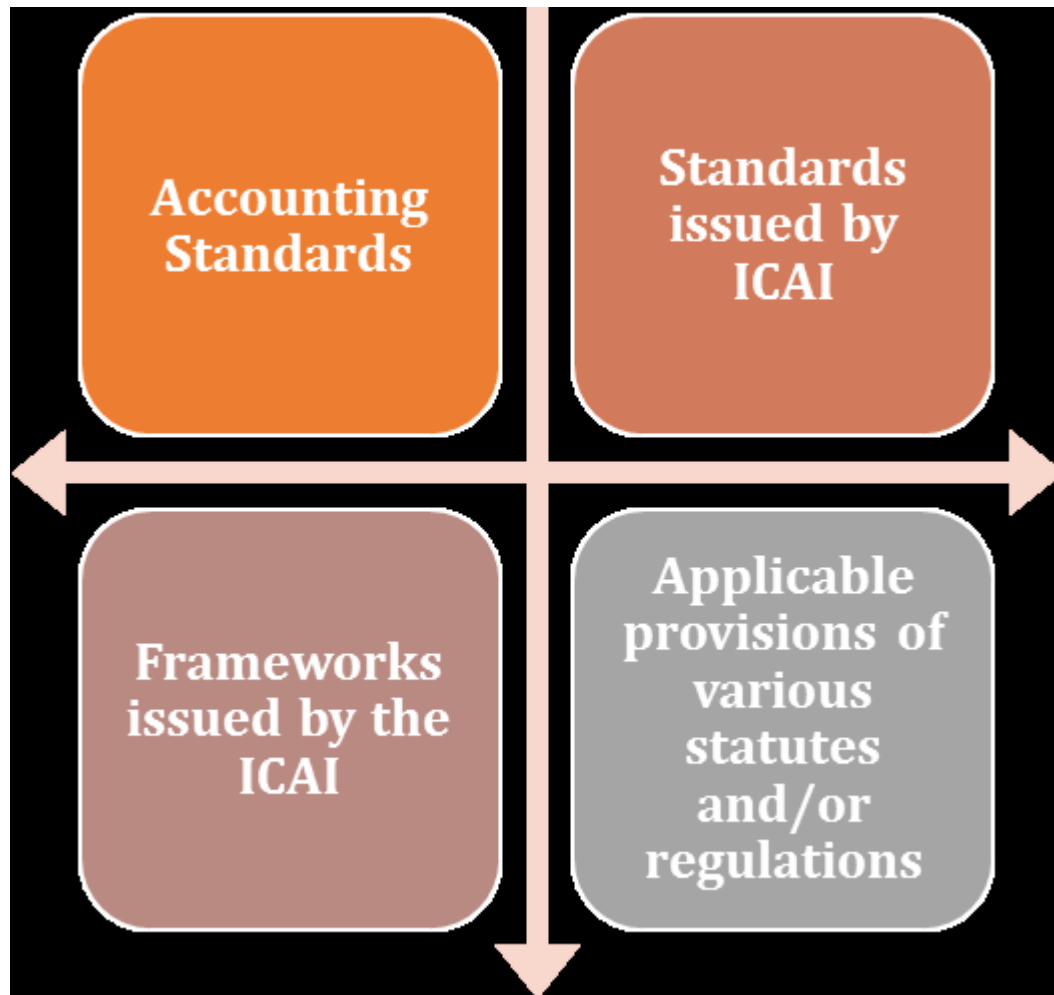 Accounting
Standards
Standards
issued by
ICAI
Frameworks
issued by the
ICAI
Applicable
provisions of
various
statutes
and/or
regulations